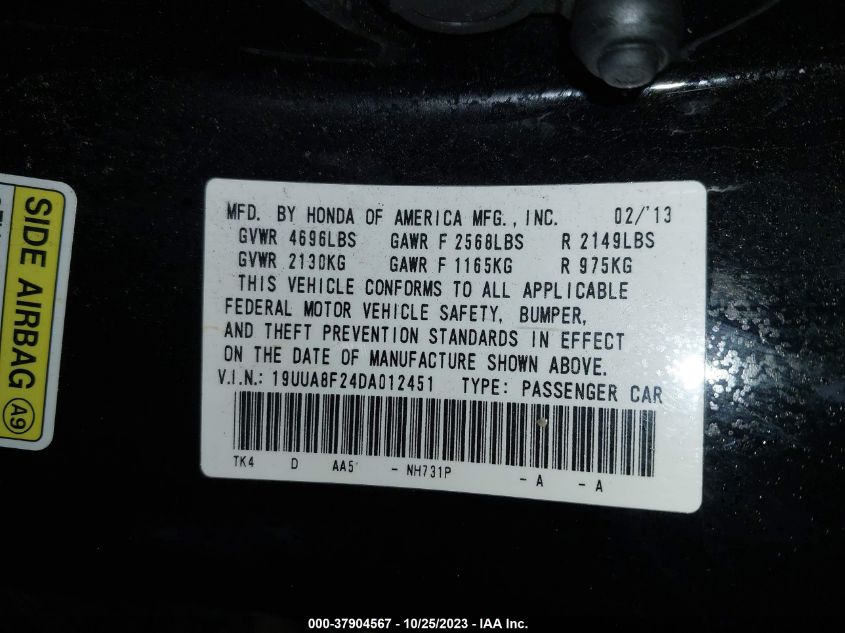 MFD. BY HONDA OF AMERICA MFG., INC. 02/'13
GVWR 4696LBS GAWR F 2568LBS R 2149LBS
GVWR 2130KG GAWR F 1165KG R 975KG
THIS VEHICLE CONFORMS TO ALL APPLICABLE
FEDERAL MOTOR VEHICLE SAFETY, BUMPER,
AND THEFT PREVENTION STANDARDS IN EFFECT
ON THE DATE OF MANUFACTURE SHOWN ABOVE.
V.I.N.: 19UUA8F24DA012451 TYPE: PASSENGER CAR
TK4 D AA5 - NH731P - A - A
SIDE AIRBAG A9
000-37904567 - 10/25/2023 - IAA Inc.